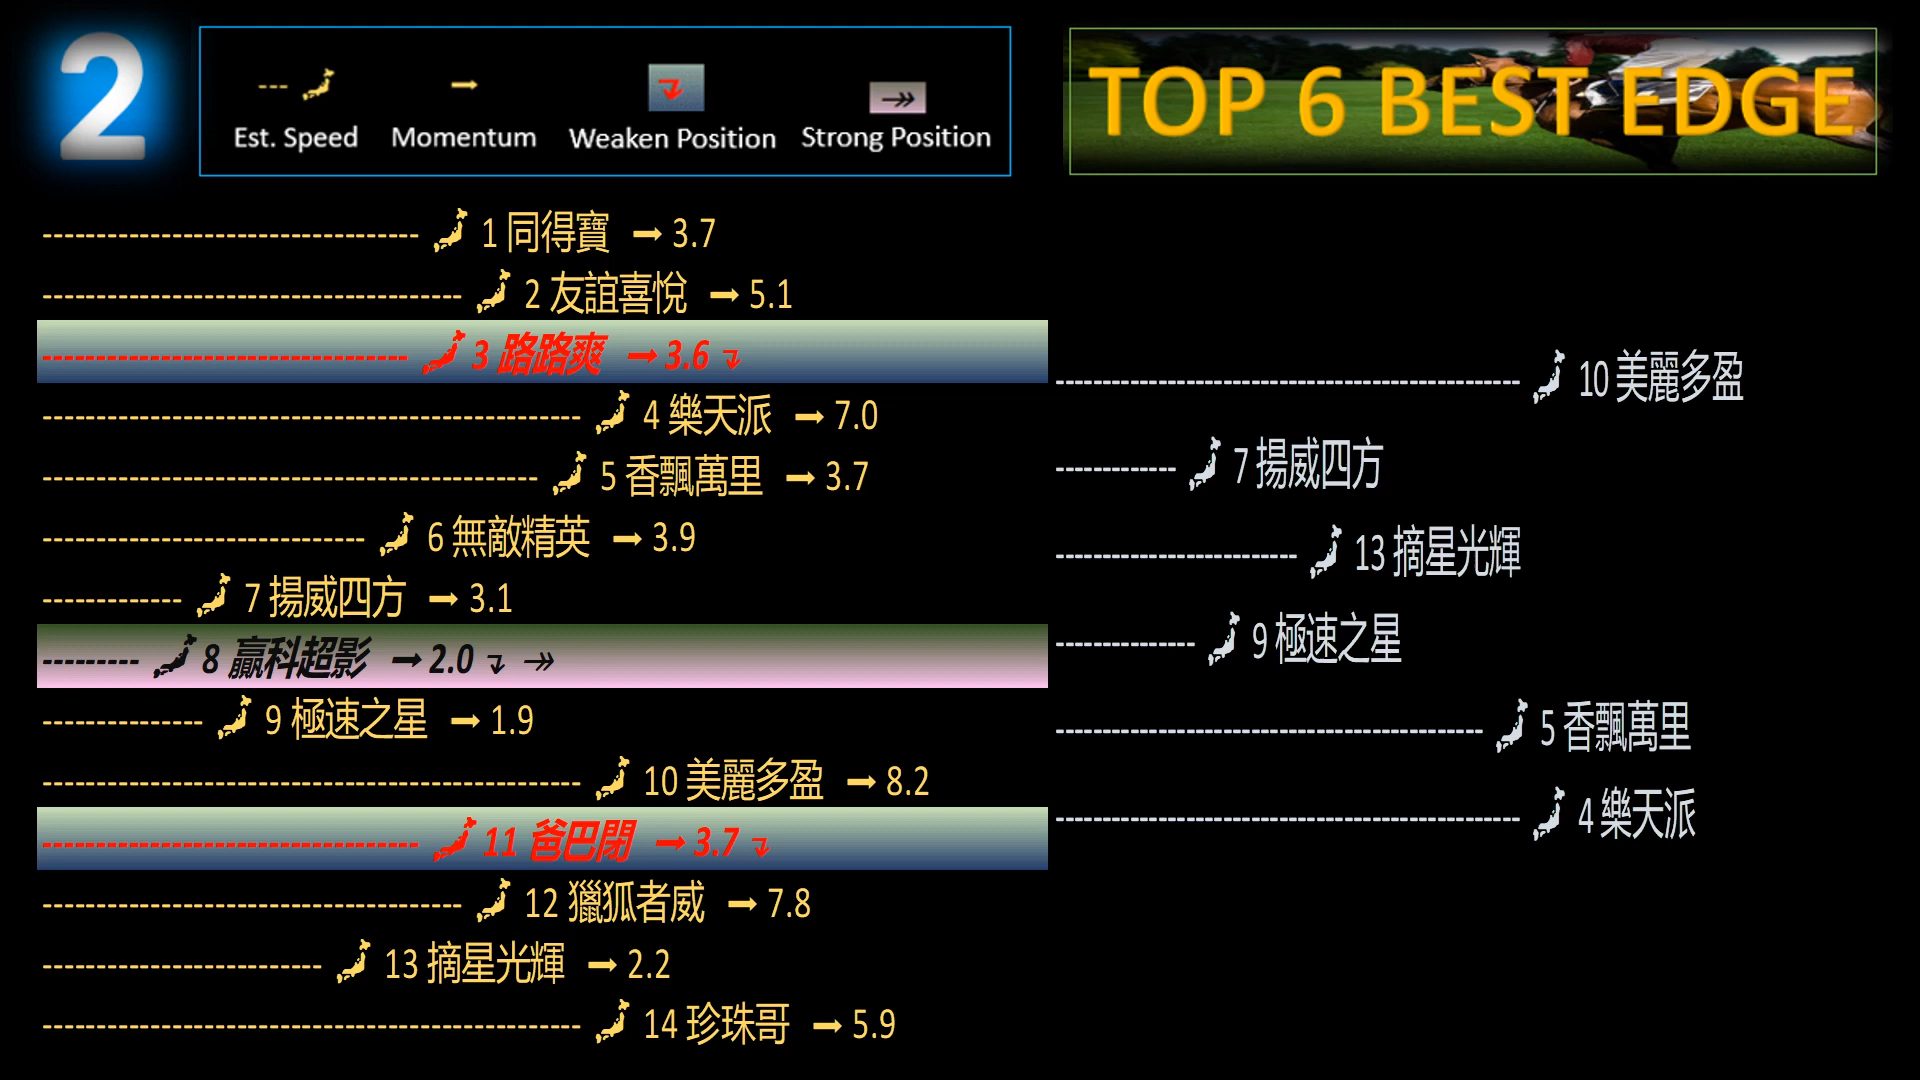 2
Est. Speed Momentum Weaken Position Strong Position
TOP 6 BEST EDGE
1 同得寶 → 3.7
2 友誼喜悅 → 5.1
3 路路爽 → 3.6
4 樂天派 → 7.0
5 香飄萬里 → 3.7
6 無敵精英 → 3.9
7 揚威四方 → 3.1
8 贏科超影 → 2.0
9 極速之星 → 1.9
10 美麗多盈 → 8.2
11 爸巴閉 → 3.7
12 獵狐者威 → 7.8
13 摘星光輝 → 2.2
14 珍珠哥 → 5.9
10 美麗多盈
7 揚威四方
13 摘星光輝
9 極速之星
5 香飄萬里
4 樂天派